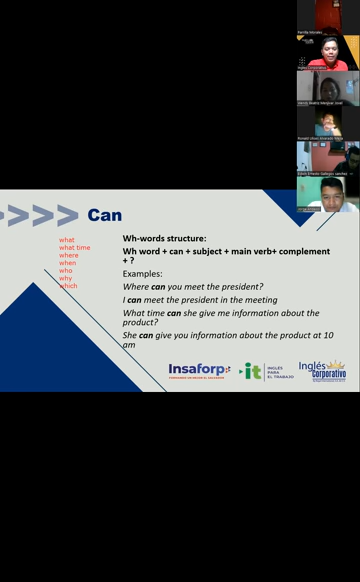 Can
what
what time
where
when
who
why
which
Wh-words structure:
Wh word + can + subject + main verb+ complement
+ ?
Examples:
Where can you meet the president?
I can meet the president in the meeting
What time can she give me information about the
product?
She can give you information about the product at 10
am
Insaforp
it
INGLÉS
PARA
EL TRABAJO
Inglés
Corporativo